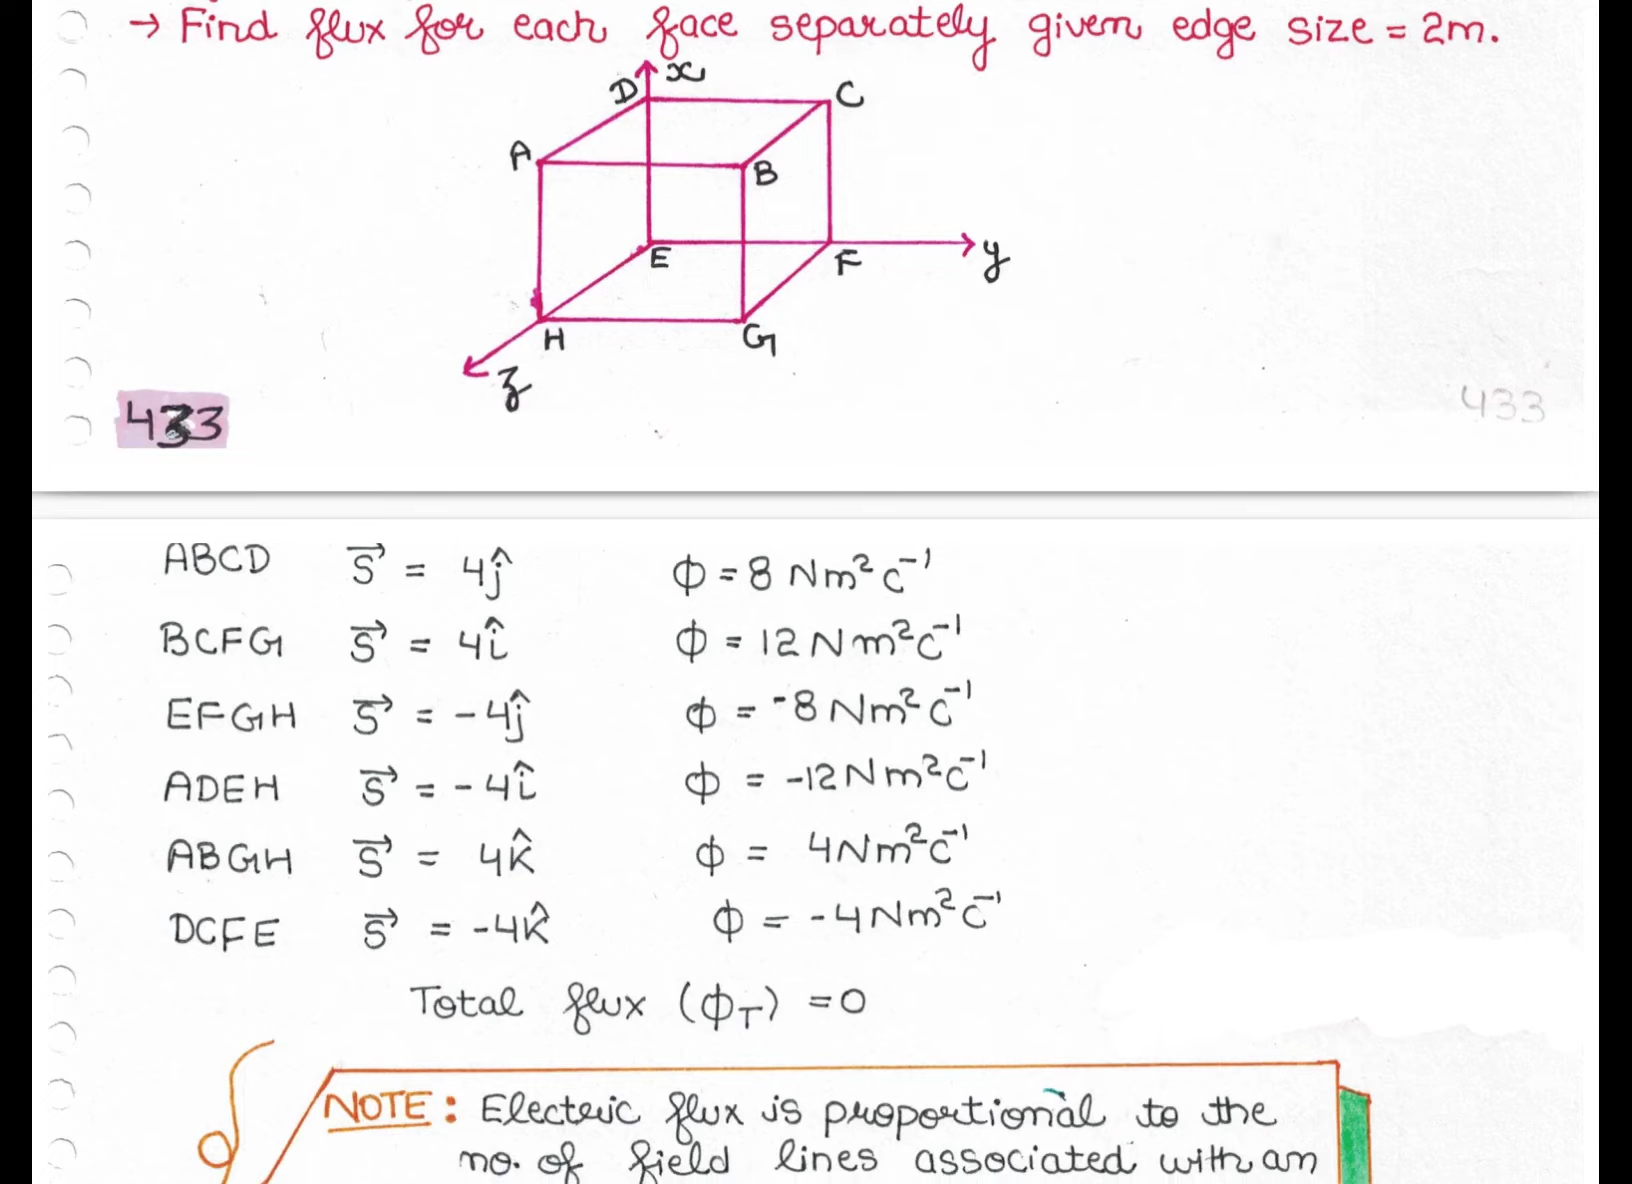 → Find flux for each face separately given edge size = 2m.
x
D
C
A
B
E
F
y
H
G
z
433
433
ABCD S⃗ = 4ĵ ϕ = 8 Nm²C⁻¹
BCFG S⃗ = 4î ϕ = 12 Nm²C⁻¹
EFGH S⃗ = -4ĵ ϕ = -8 Nm²C⁻¹
ADEH S⃗ = -4î ϕ = -12 Nm²C⁻¹
ABGH S⃗ = 4k̂ ϕ = 4Nm²C⁻¹
DCFE S⃗ = -4k̂ ϕ = -4Nm²C⁻¹
Total flux (ϕT) = 0
NOTE : Electric flux is proportional to the
no. of field lines associated with an